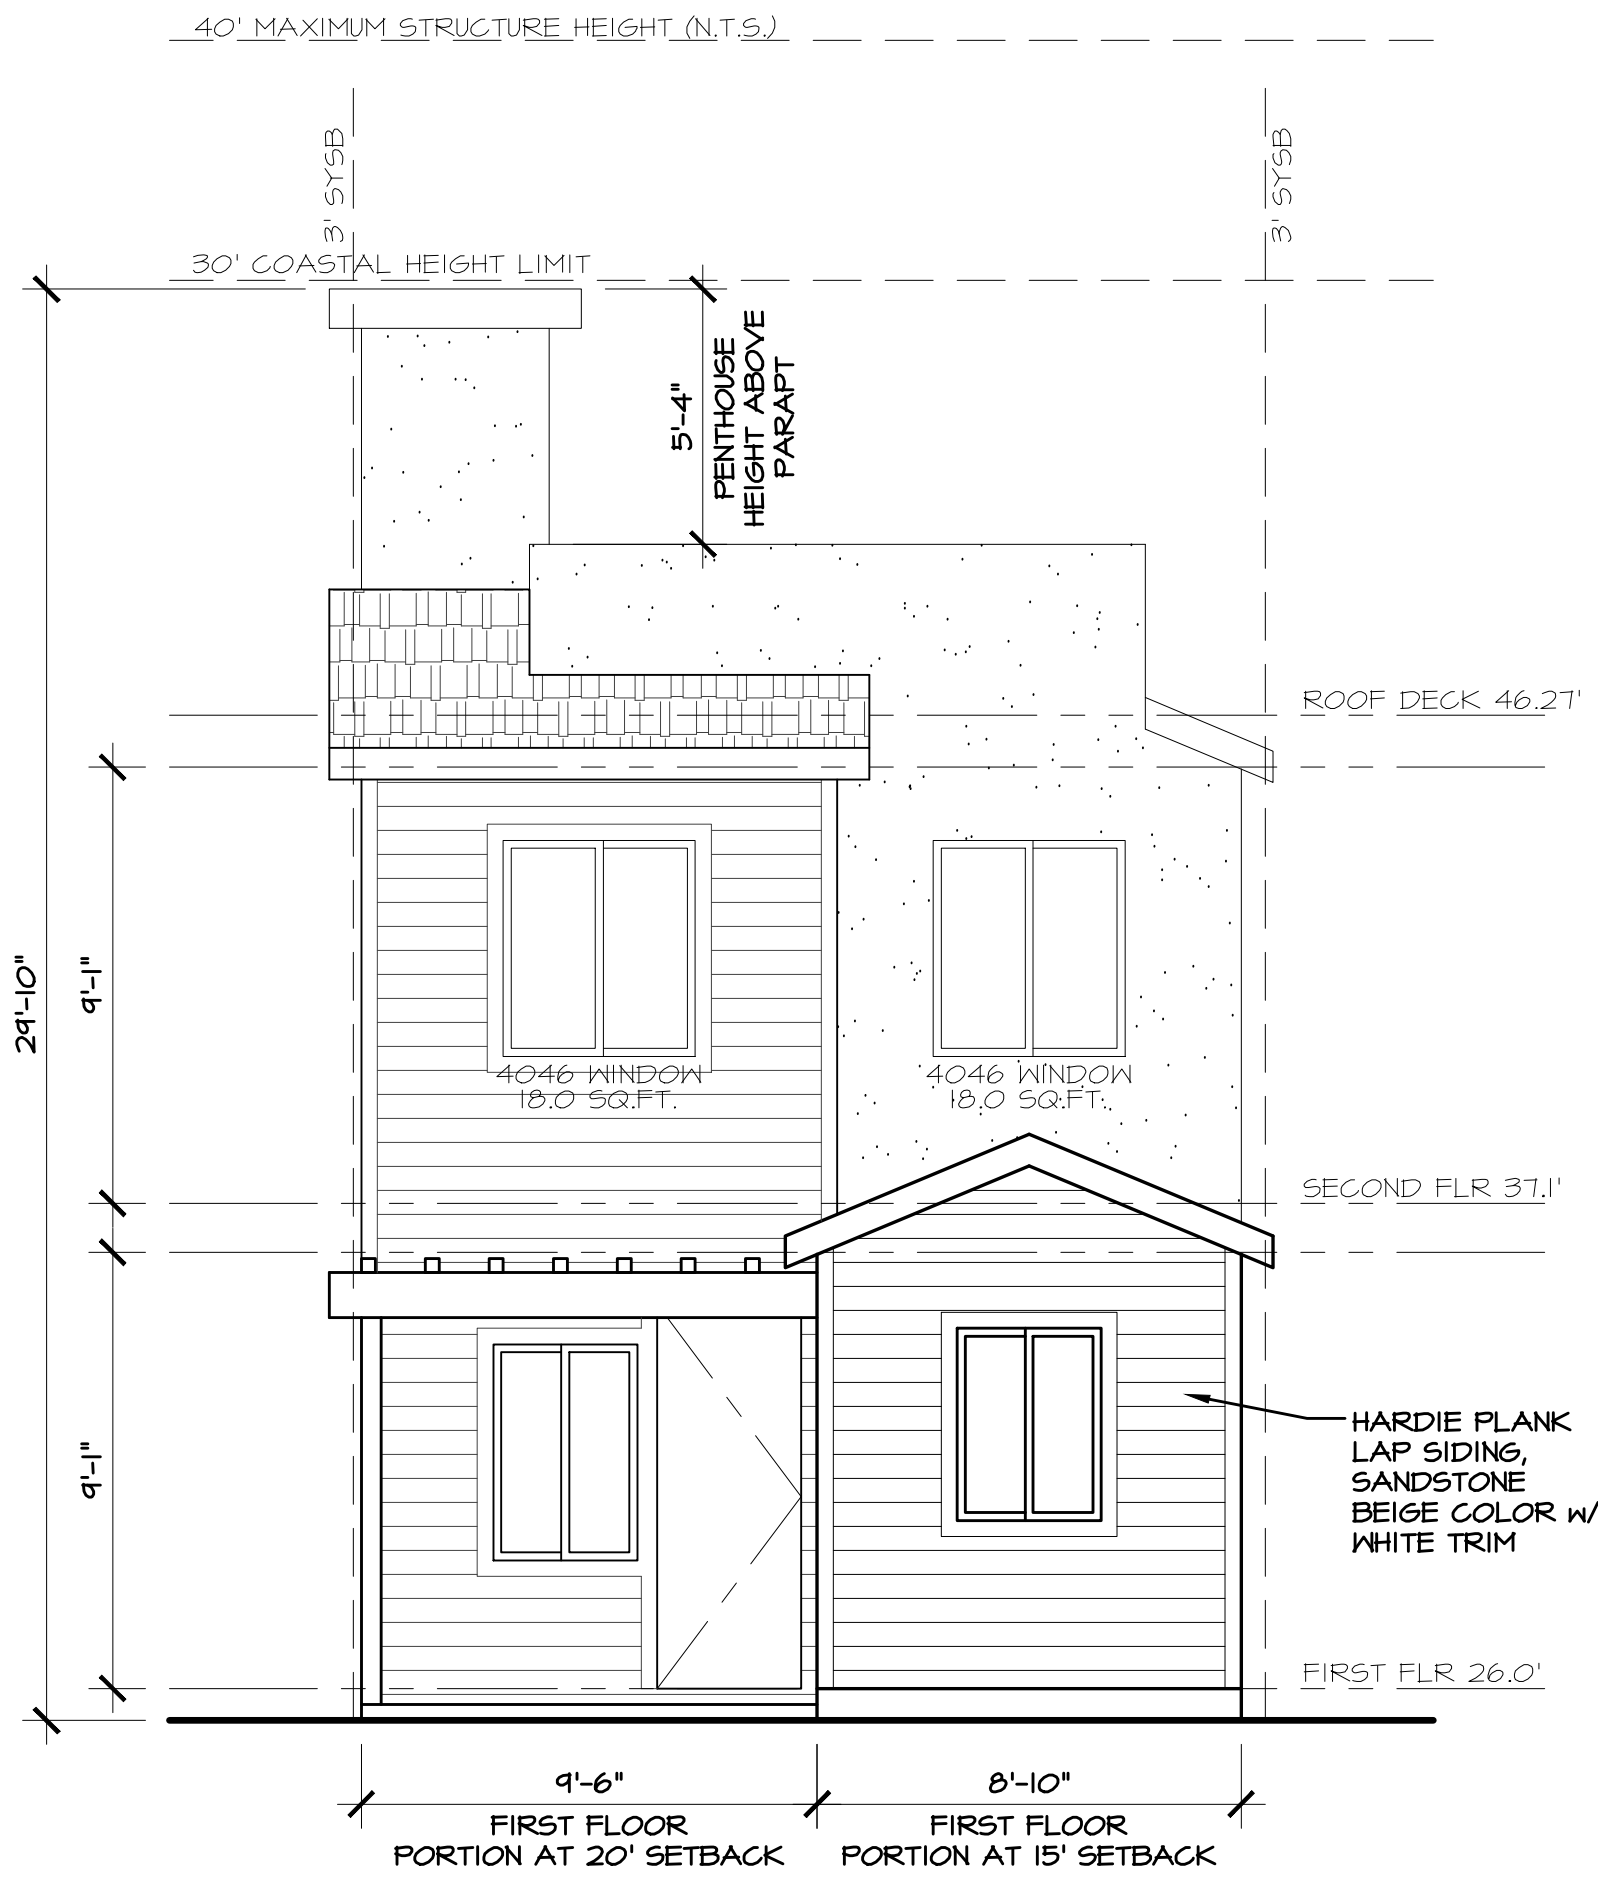 40' MAXIMUM STRUCTURE HEIGHT (N.T.S.)
3' SYSB
3' SYSB
30' COASTAL HEIGHT LIMIT
5'-4"
PENTHOUSE
HEIGHT ABOVE
PARAPT
ROOF DECK 46.27'
29'-10"
9'-1"
4046 WINDOW
18.0 SQ.FT.
4046 WINDOW
18.0 SQ.FT.
SECOND FLR 37.1'
9'-1"
HARDIE PLANK
LAP SIDING,
SANDSTONE
BEIGE COLOR W/
WHITE TRIM
FIRST FLR 26.0'
9'-6"
FIRST FLOOR
PORTION AT 20' SETBACK
8'-10"
FIRST FLOOR
PORTION AT 15' SETBACK